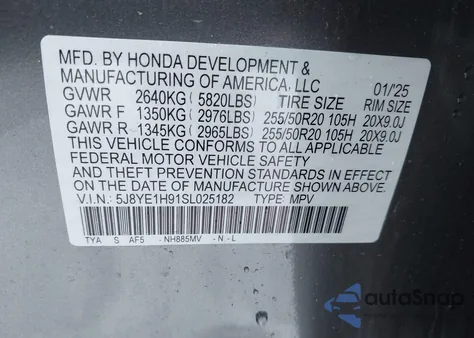 MFD. BY HONDA DEVELOPMENT &
MANUFACTURING OF AMERICA, LLC 01/'25
GVWR 2640KG ( 5820LBS) TIRE SIZE RIM SIZE
GAWR F 1350KG ( 2976LBS) 255/50R20 105H 20X9.0J
GAWR R 1345KG ( 2965LBS) 255/50R20 105H 20X9.0J
THIS VEHICLE CONFORMS TO ALL APPLICABLE
FEDERAL MOTOR VEHICLE SAFETY
AND THEFT PREVENTION STANDARDS IN EFFECT
ON THE DATE OF MANUFACTURE SHOWN ABOVE.
V.I.N.: 5J8YE1H91SL025182 TYPE: MPV
TYA S AF5 - NH885MV - N - L
autoSnap